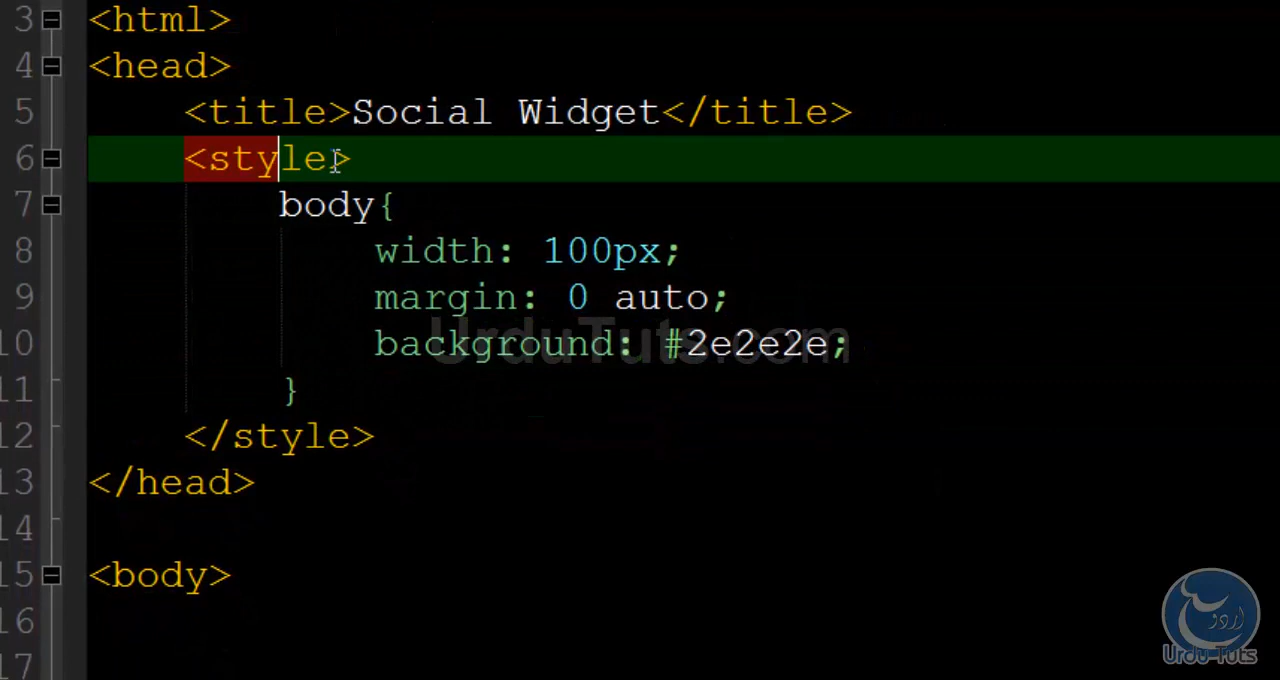 3 <html>
4 <head>
5 <title>Social Widget</title>
6 <style>
7 body{
8 width: 100px;
9 margin: 0 auto;
10 background: #2e2e2e;
11 }
12 </style>
13 </head>
14
15 <body>
16
17
UrduTuts.com
اردو
Urdu Tuts